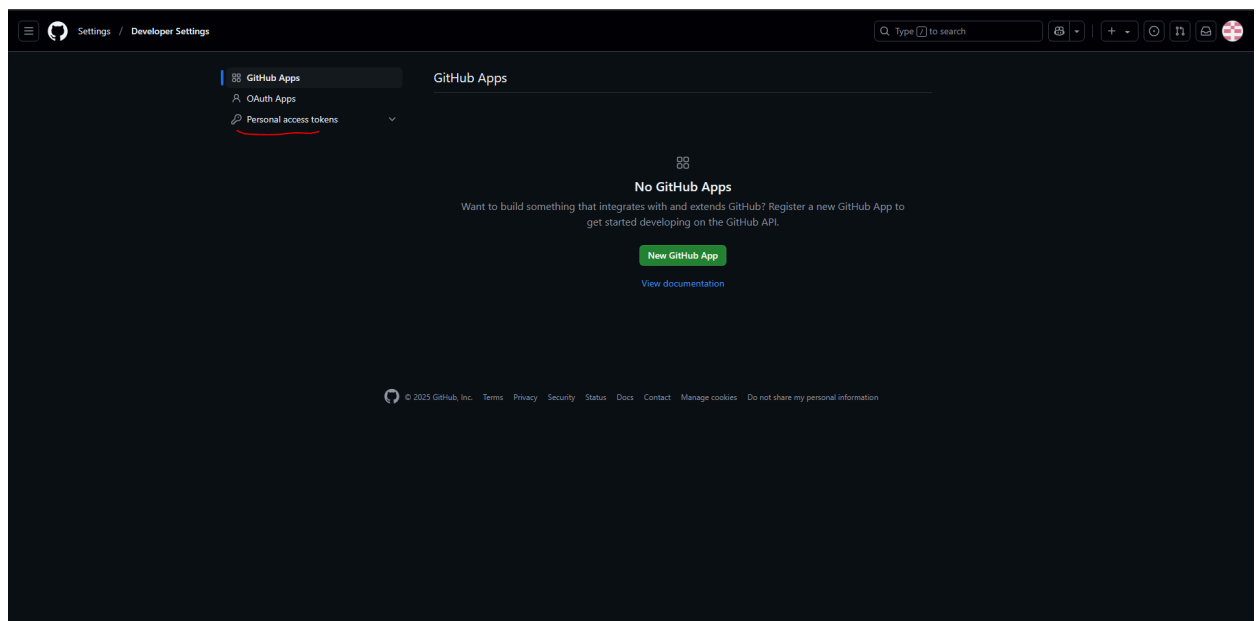 Settings / Developer Settings
Type / to search
GitHub Apps
OAuth Apps
Personal access tokens
GitHub Apps
No GitHub Apps
Want to build something that integrates with and extends GitHub? Register a new GitHub App to
get started developing on the GitHub API.
New GitHub App
View documentation
© 2025 GitHub, Inc. Terms Privacy Security Status Docs Contact Manage cookies Do not share my personal information